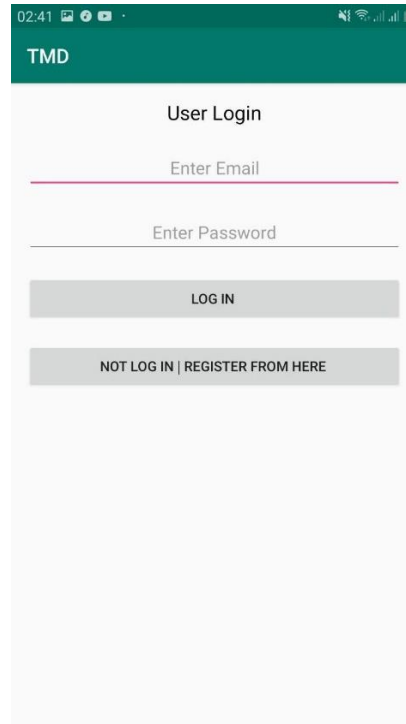 02:41
TMD
User Login
Enter Email
Enter Password
LOG IN
NOT LOG IN | REGISTER FROM HERE